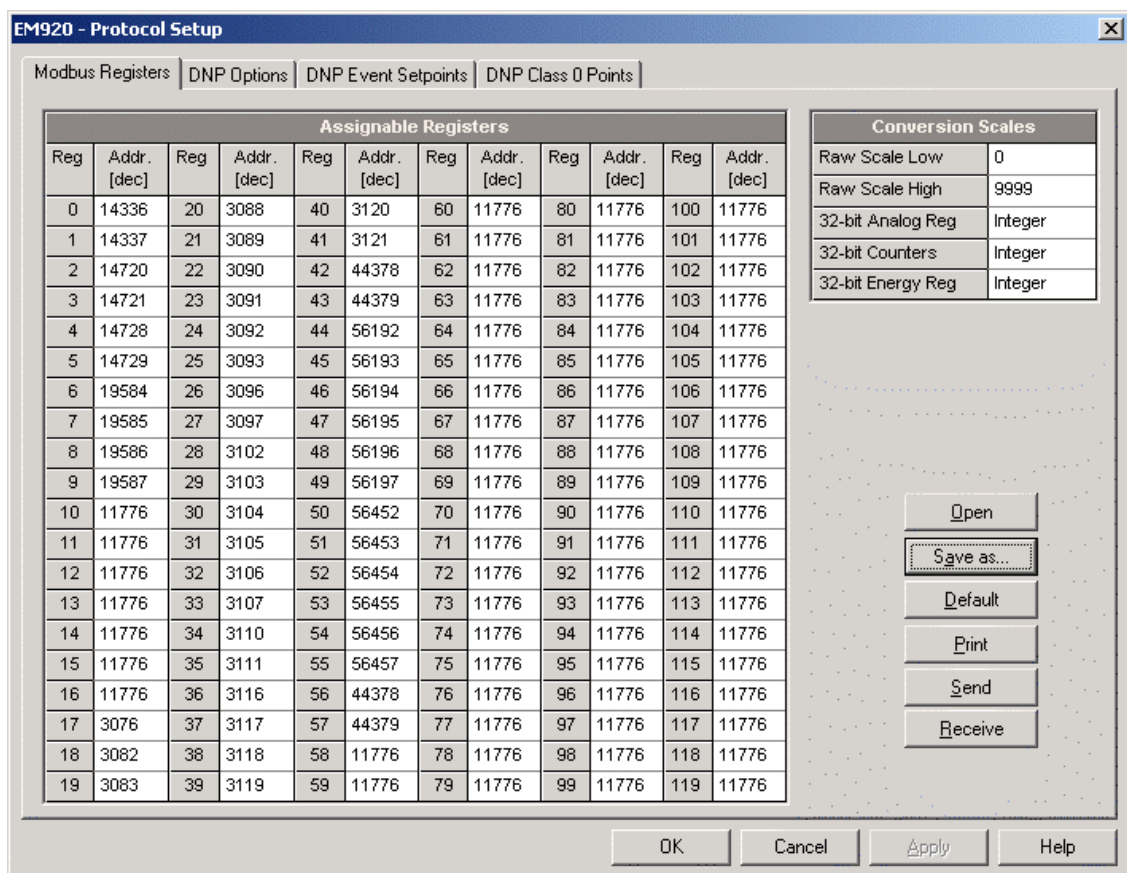 EM920 - Protocol Setup
Modbus Registers DNP Options DNP Event Setpoints DNP Class 0 Points
Assignable Registers
Reg Addr. [dec] Reg Addr. [dec] Reg Addr. [dec] Reg Addr. [dec] Reg Addr. [dec] Reg Addr. [dec]
0 14336 20 3088 40 3120 60 11776 80 11776 100 11776
1 14337 21 3089 41 3121 61 11776 81 11776 101 11776
2 14720 22 3090 42 44378 62 11776 82 11776 102 11776
3 14721 23 3091 43 44379 63 11776 83 11776 103 11776
4 14728 24 3092 44 56192 64 11776 84 11776 104 11776
5 14729 25 3093 45 56193 65 11776 85 11776 105 11776
6 19584 26 3096 46 56194 66 11776 86 11776 106 11776
7 19585 27 3097 47 56195 67 11776 87 11776 107 11776
8 19586 28 3102 48 56196 68 11776 88 11776 108 11776
9 19587 29 3103 49 56197 69 11776 89 11776 109 11776
10 11776 30 3104 50 56452 70 11776 90 11776 110 11776
11 11776 31 3105 51 56453 71 11776 91 11776 111 11776
12 11776 32 3106 52 56454 72 11776 92 11776 112 11776
13 11776 33 3107 53 56455 73 11776 93 11776 113 11776
14 11776 34 3110 54 56456 74 11776 94 11776 114 11776
15 11776 35 3111 55 56457 75 11776 95 11776 115 11776
16 11776 36 3116 56 44378 76 11776 96 11776 116 11776
17 3076 37 3117 57 44379 77 11776 97 11776 117 11776
18 3082 38 3118 58 11776 78 11776 98 11776 118 11776
19 3083 39 3119 59 11776 79 11776 99 11776 119 11776
Conversion Scales
Raw Scale Low 0
Raw Scale High 9999
32-bit Analog Reg Integer
32-bit Counters Integer
32-bit Energy Reg Integer
Open
Save as...
Default
Print
Send
Receive
OK Cancel Apply Help